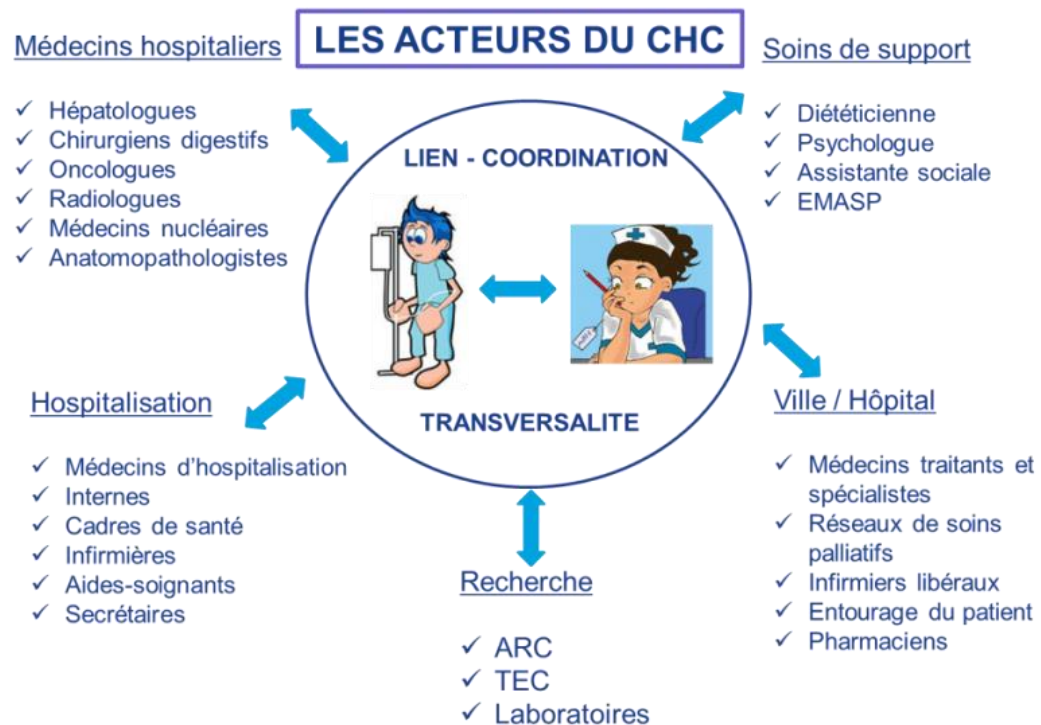 LES ACTEURS DU CHC
Médecins hospitaliers
✓ Hépatologues
✓ Chirurgiens digestifs
✓ Oncologues
✓ Radiologues
✓ Médecins nucléaires
✓ Anatomopathologistes
Soins de support
✓ Diététicienne
✓ Psychologue
✓ Assistante sociale
✓ EMASP
LIEN - COORDINATION
TRANSVERSALITE
Hospitalisation
✓ Médecins d'hospitalisation
✓ Internes
✓ Cadres de santé
✓ Infirmières
✓ Aides-soignants
✓ Secrétaires
Recherche
✓ ARC
✓ TEC
✓ Laboratoires
Ville / Hôpital
✓ Médecins traitants et
spécialistes
✓ Réseaux de soins
palliatifs
✓ Infirmiers libéraux
✓ Entourage du patient
✓ Pharmaciens